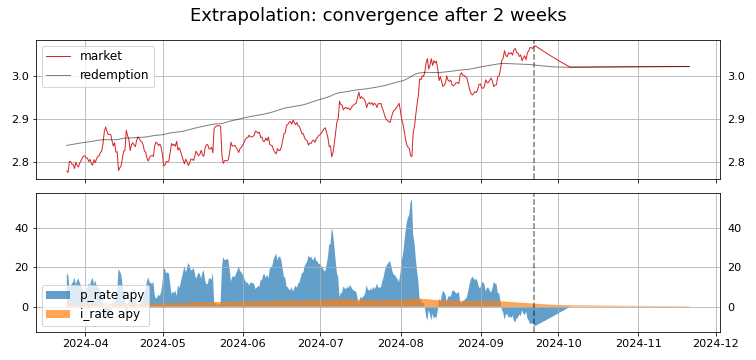 Extrapolation: convergence after 2 weeks
market
redemption
3.0
2.9
2.8
3.0
2.9
2.8
40
20
0
40
20
0
p_rate apy
i_rate apy
2024-04 2024-05 2024-06 2024-07 2024-08 2024-09 2024-10 2024-11 2024-12